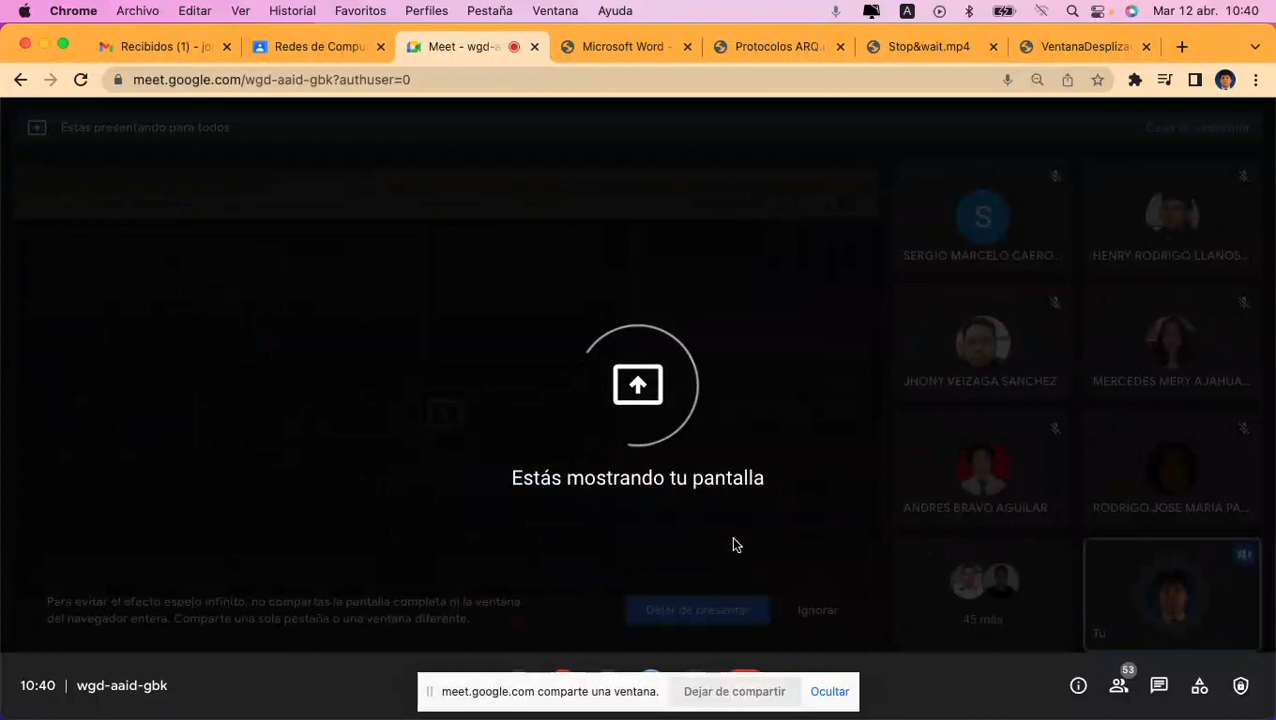 Chrome Archivo Editar Ver Historial Favoritos Perfiles Pestaña Ventana Ayuda A Mar 12 abr. 10:40
Recibidos (1) - jo Redes de Compu Meet - wgd-a Microsoft Word - Protocolos ARQ. Stop&wait.mp4 VentanaDesplíza
meet.google.com/wgd-aaid-gbk?authuser=0
Estás presentando para todos
S
SERGIO MARCELO CAERO... HENRY RODRIGO LLANOS...
JHONY VEIZAGA SANCHEZ MERCEDES MERY AJAHUA...
Estás mostrando tu pantalla
ANDRES BRAVO AGUILAR RODRIGO JOSE MARIA PA...
Para evitar el efecto espejo infinito, no compartas la pantalla completa ni la ventana
del navegador entera. Comparte una sola pestaña o una ventana diferente.
Dejar de presentar Ignorar
45 más
Tú
10:40 | wgd-aaid-gbk
meet.google.com comparte una ventana. Dejar de compartir Ocultar
53